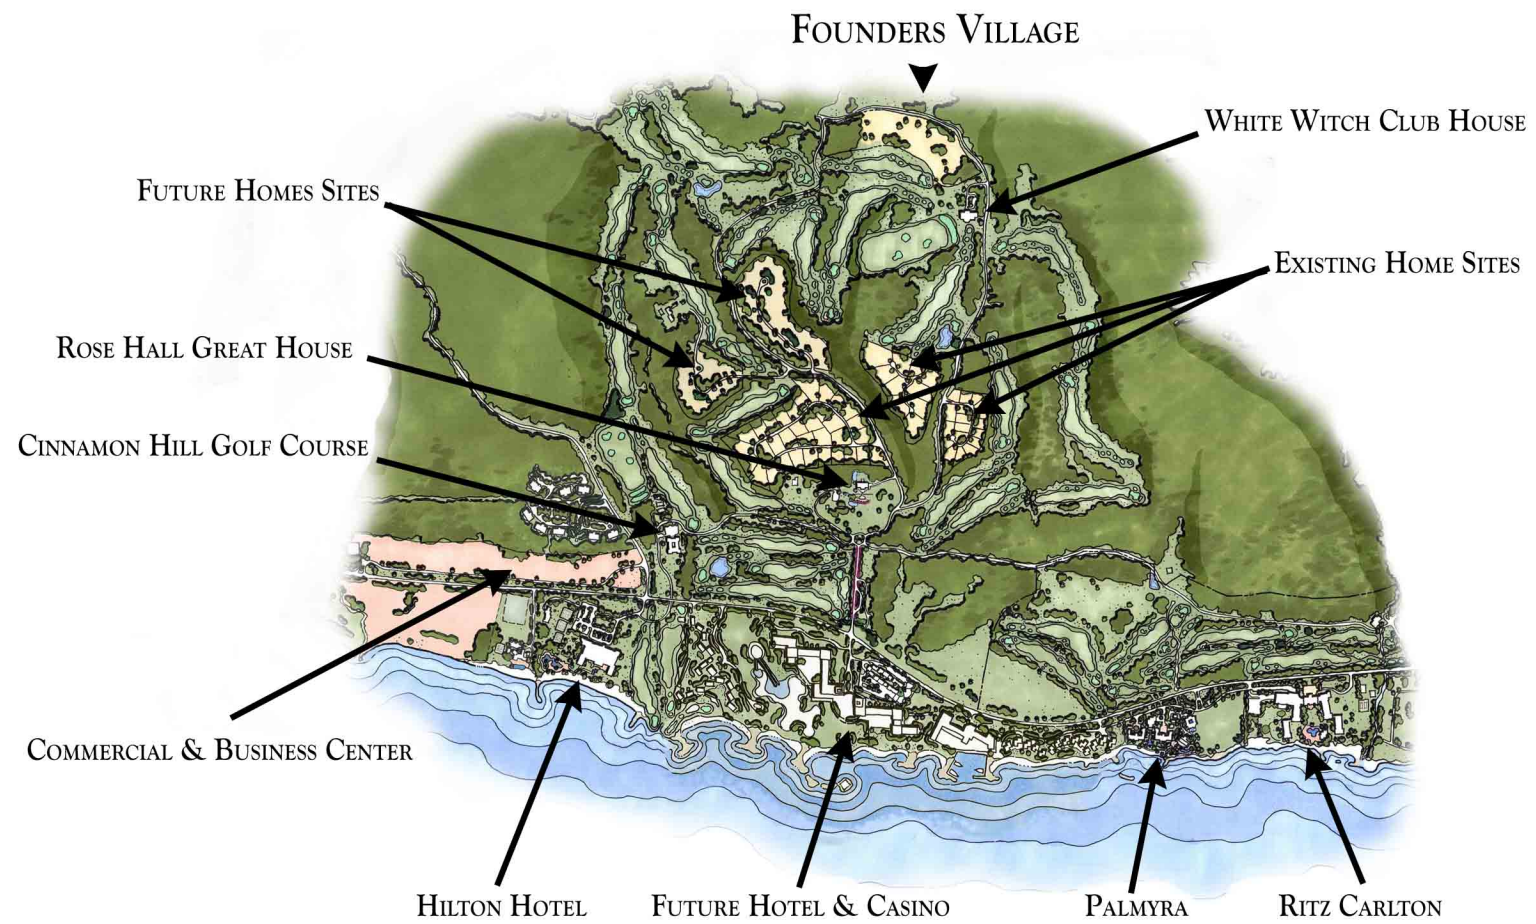 Founders Village
White Witch Club House
Future Homes Sites
Existing Home Sites
Rose Hall Great House
Cinnamon Hill Golf Course
Commercial & Business Center
Hilton Hotel
Future Hotel & Casino
Palmyra
Ritz Carlton